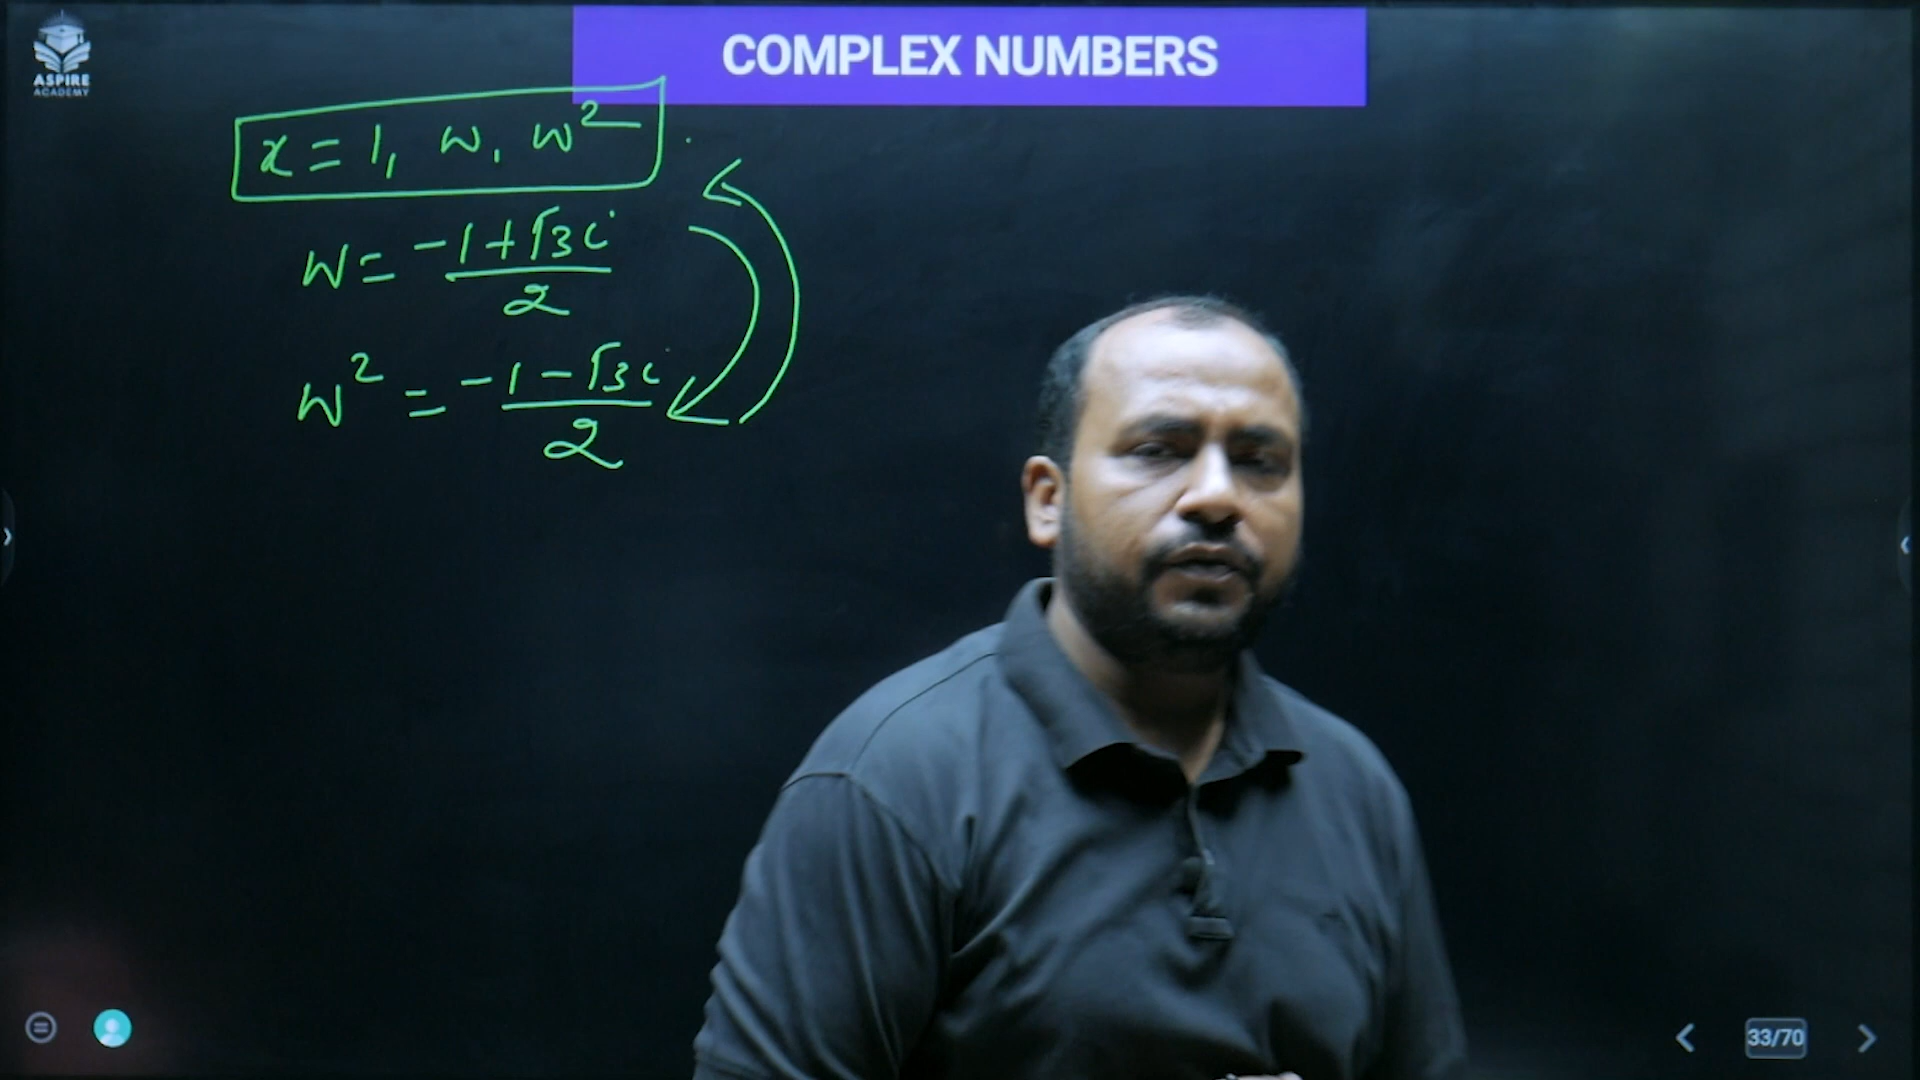 ASPIRE
ACADEMY
COMPLEX NUMBERS
x = 1, w, w²
w = (-1+√3i)/2
w² = (-1-√3i)/2
33/70